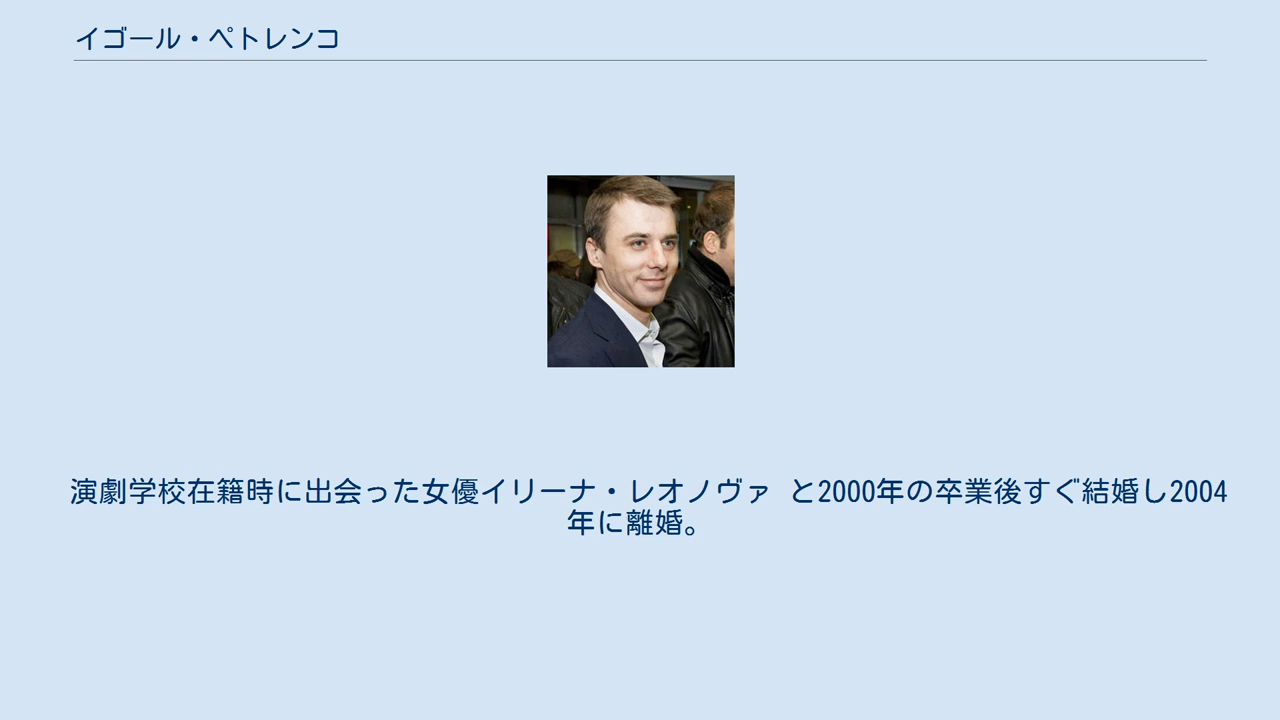 イゴール・ペトレンコ
演劇学校在籍時に出会った女優イリーナ・レオノヴァ と2000年の卒業後すぐ結婚し2004
年に離婚。